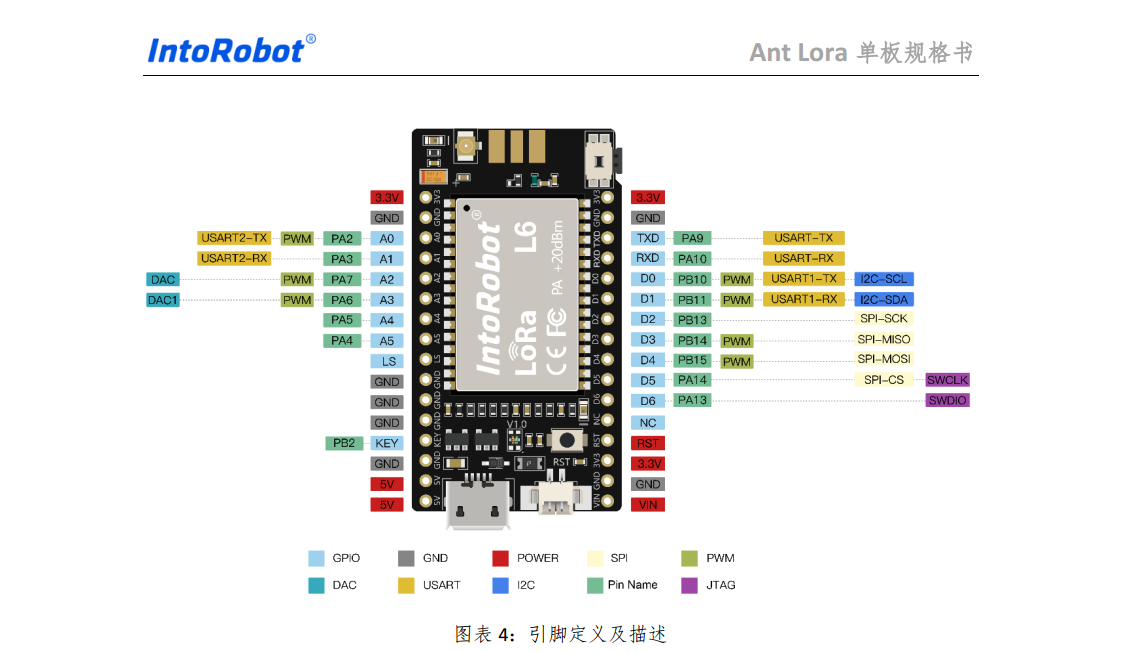 IntoRobot®
Ant Lora 单板规格书
3.3V 3V3 3V3 3.3V
GND GND GND GND
USART2-TX PWM PA2 A0 A0 TXD TXD PA9 USART-TX
USART2-RX PA3 A1 A1 RXD RXD PA10 USART-RX
DAC PWM PA7 A2 A2 D0 D0 PB10 PWM USART1-TX I2C-SCL
DAC1 PWM PA6 A3 A3 D1 D1 PB11 PWM USART1-RX I2C-SDA
PA5 A4 A4 D2 D2 PB13 SPI-SCK
PA4 A5 A5 D3 D3 PB14 PWM SPI-MISO
LS LS D4 D4 PB15 PWM SPI-MOSI
GND GND D5 D5 PA14 SPI-CS SWCLK
GND GND D6 D6 PA13 SWDIO
GND GND NC NC
PB2 KEY KEY RST RST
GND GND 3V3 3.3V
5V 5V GND GND
5V 5V VIN VIN
IntoRobot®
LoRa L6
CE FC PA +20dBm
V1.0
RST
GPIO GND POWER SPI PWM
DAC USART I2C Pin Name JTAG
图表 4：引脚定义及描述